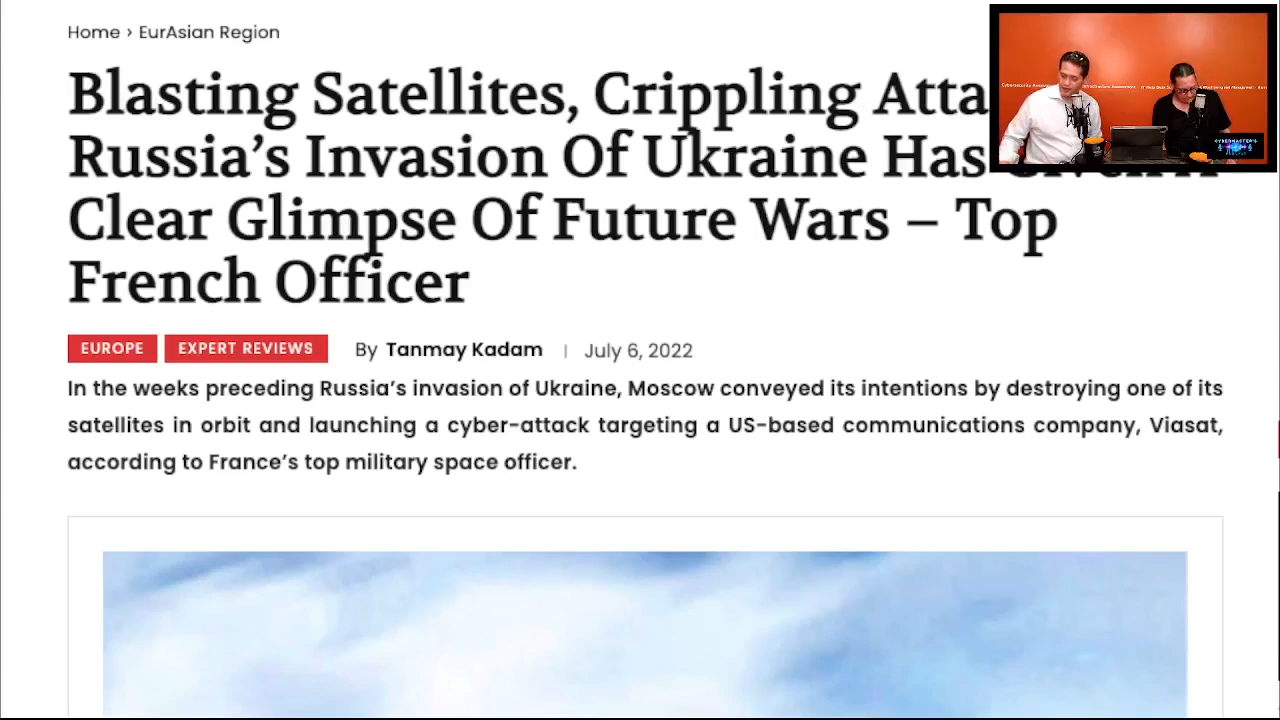 Home › EurAsian Region
Blasting Satellites, Crippling
Russia’s Invasion Of Ukraine Has
Clear Glimpse Of Future Wars – Top
French Officer
EUROPE EXPERT REVIEWS By Tanmay Kadam | July 6, 2022
In the weeks preceding Russia’s invasion of Ukraine, Moscow conveyed its intentions by destroying one of its
satellites in orbit and launching a cyber-attack targeting a US-based communications company, Viasat,
according to France’s top military space officer.